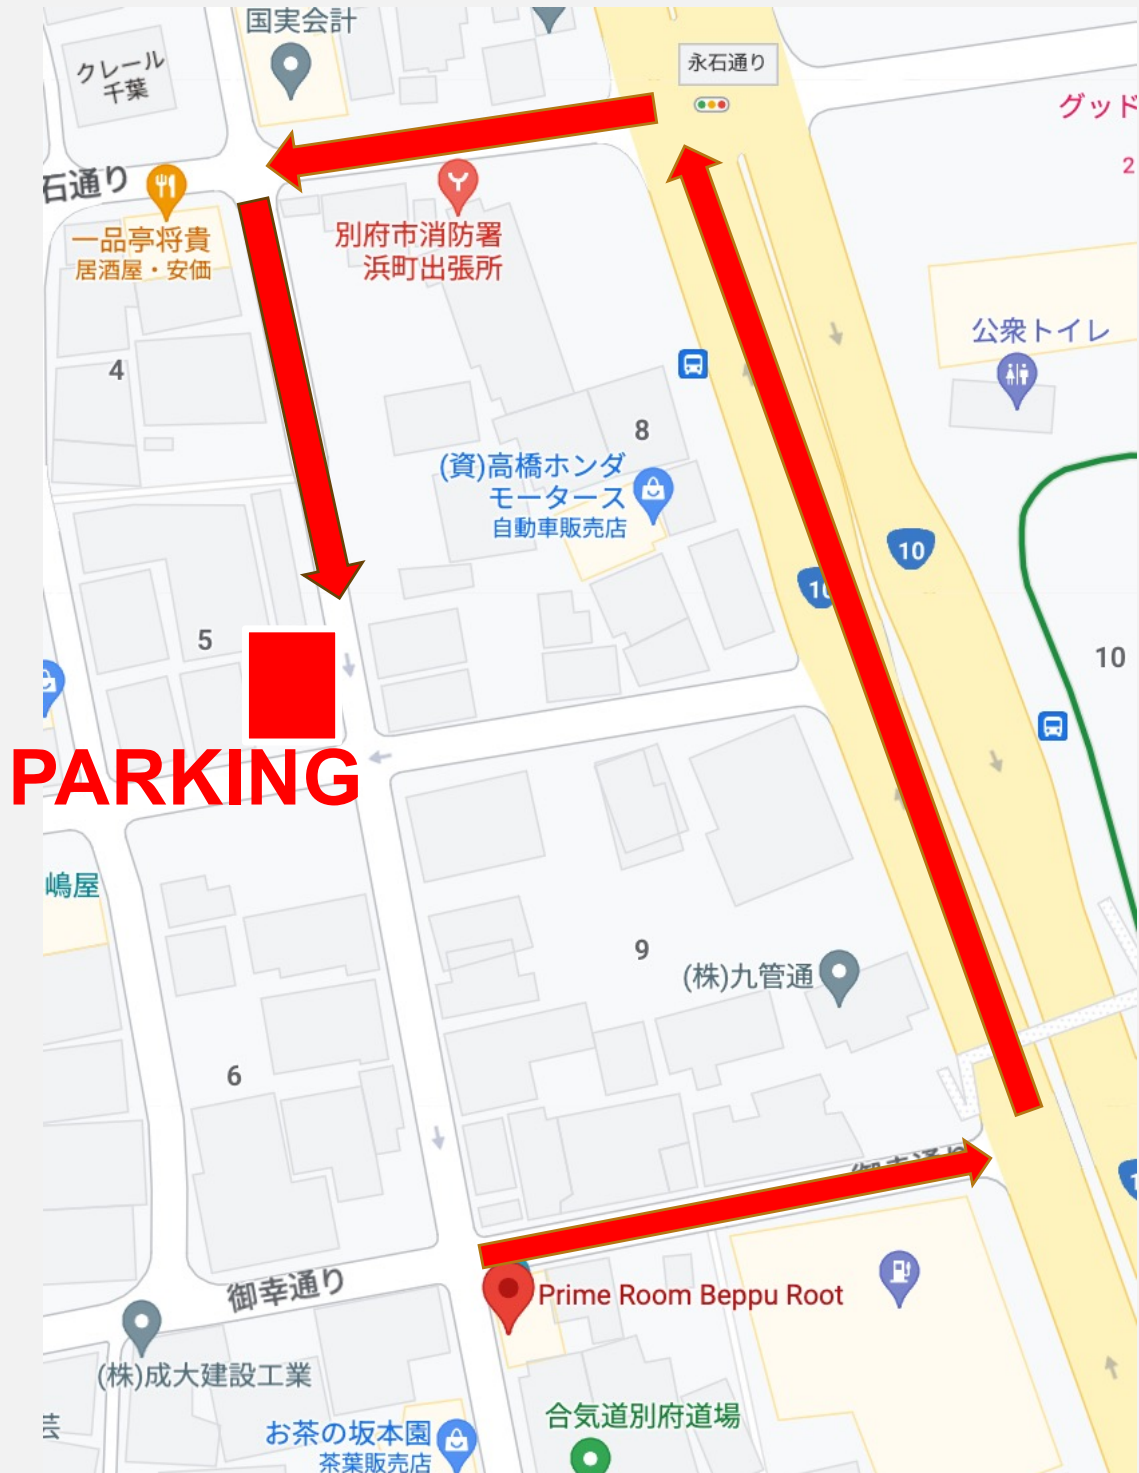 国実会計
クレール
千葉
永石通り
グッド
2
石通り
一品亭将貴
居酒屋・安価
別府市消防署
浜町出張所
公衆トイレ
4
8
(資)高橋ホンダ
モータース
自動車販売店
10
10
5
10
PARKING
嶋屋
9
(株)九管通
6
御幸通り
Prime Room Beppu Root
御幸通り
(株)成大建設工業
合気道別府道場
お茶の坂本園
茶葉販売店